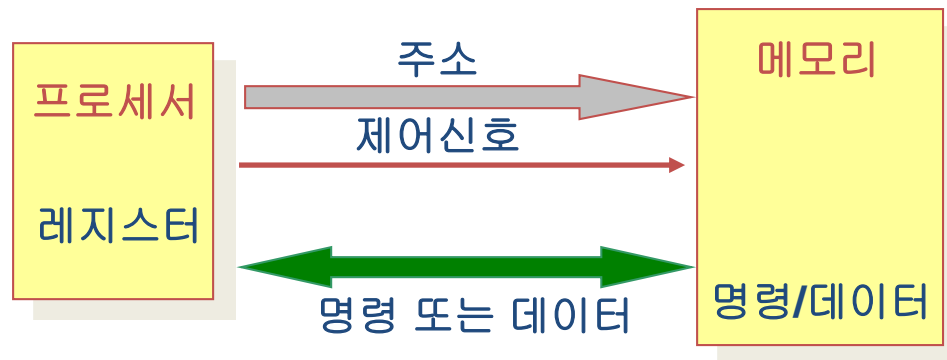 프로세서
레지스터
주소
제어신호
명령 또는 데이터
메모리
명령/데이터